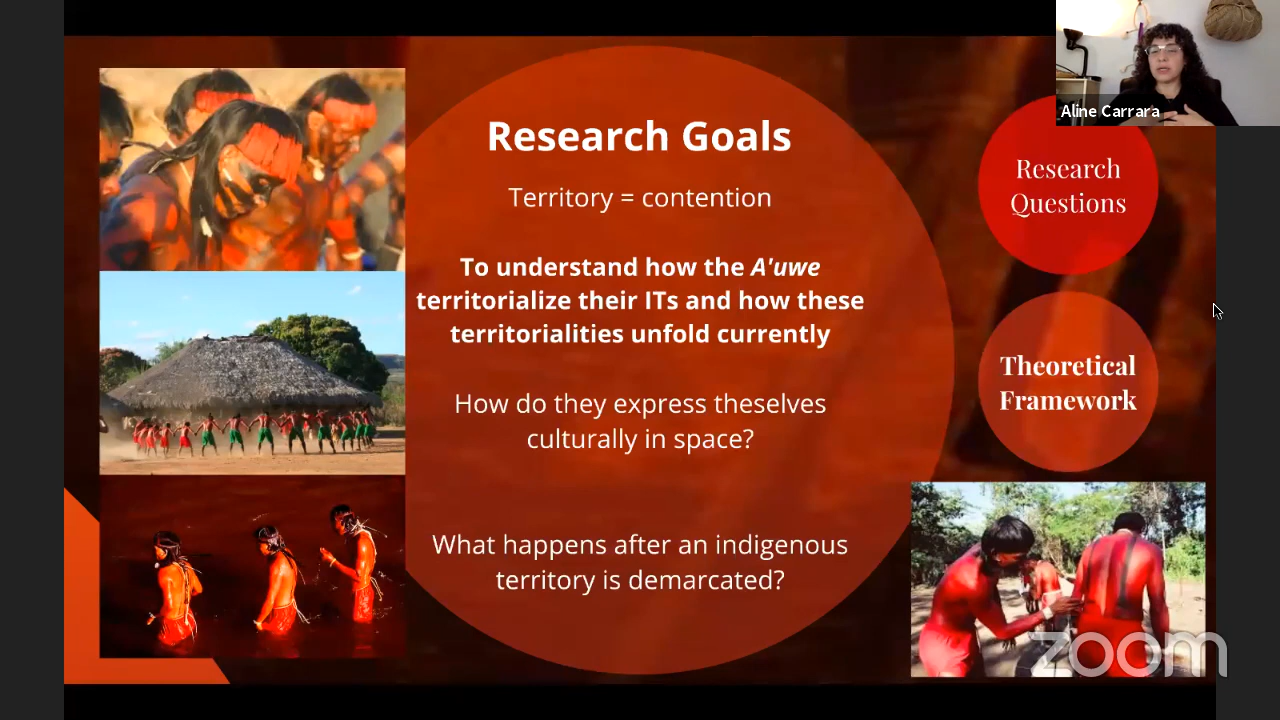 Aline Carrara
Research Goals
Territory = contention
To understand how the A'uwe
territorialize their ITs and how these
territorialities unfold currently
How do they express theselves
culturally in space?
What happens after an indigenous
territory is demarcated?
Research
Questions
Theoretical
Framework
zoom